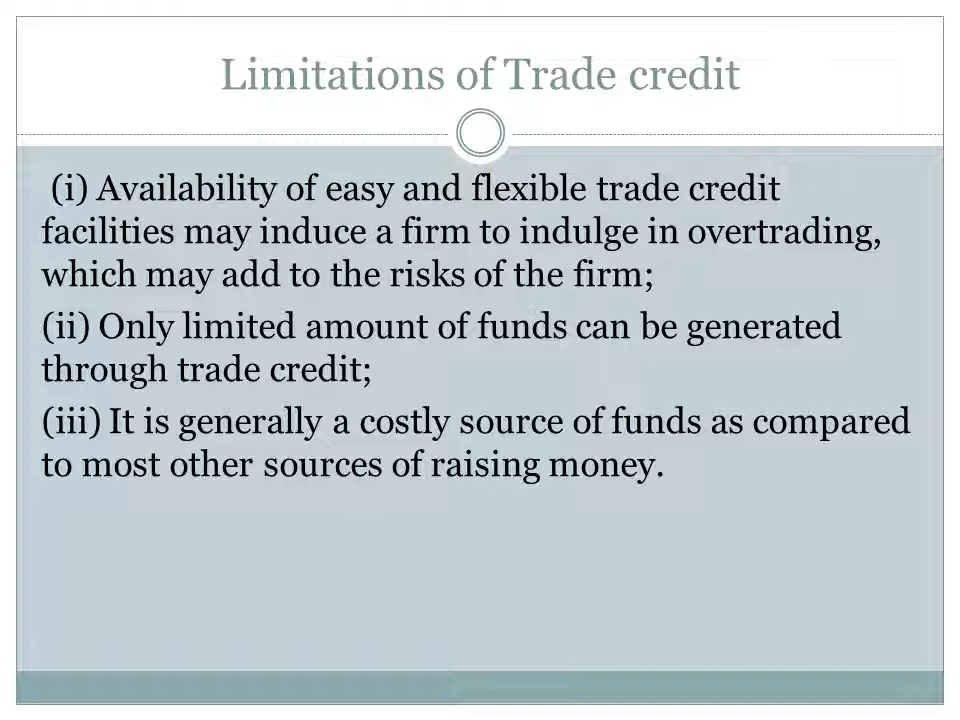 Limitations of Trade credit
(i) Availability of easy and flexible trade credit
facilities may induce a firm to indulge in overtrading,
which may add to the risks of the firm;
(ii) Only limited amount of funds can be generated
through trade credit;
(iii) It is generally a costly source of funds as compared
to most other sources of raising money.